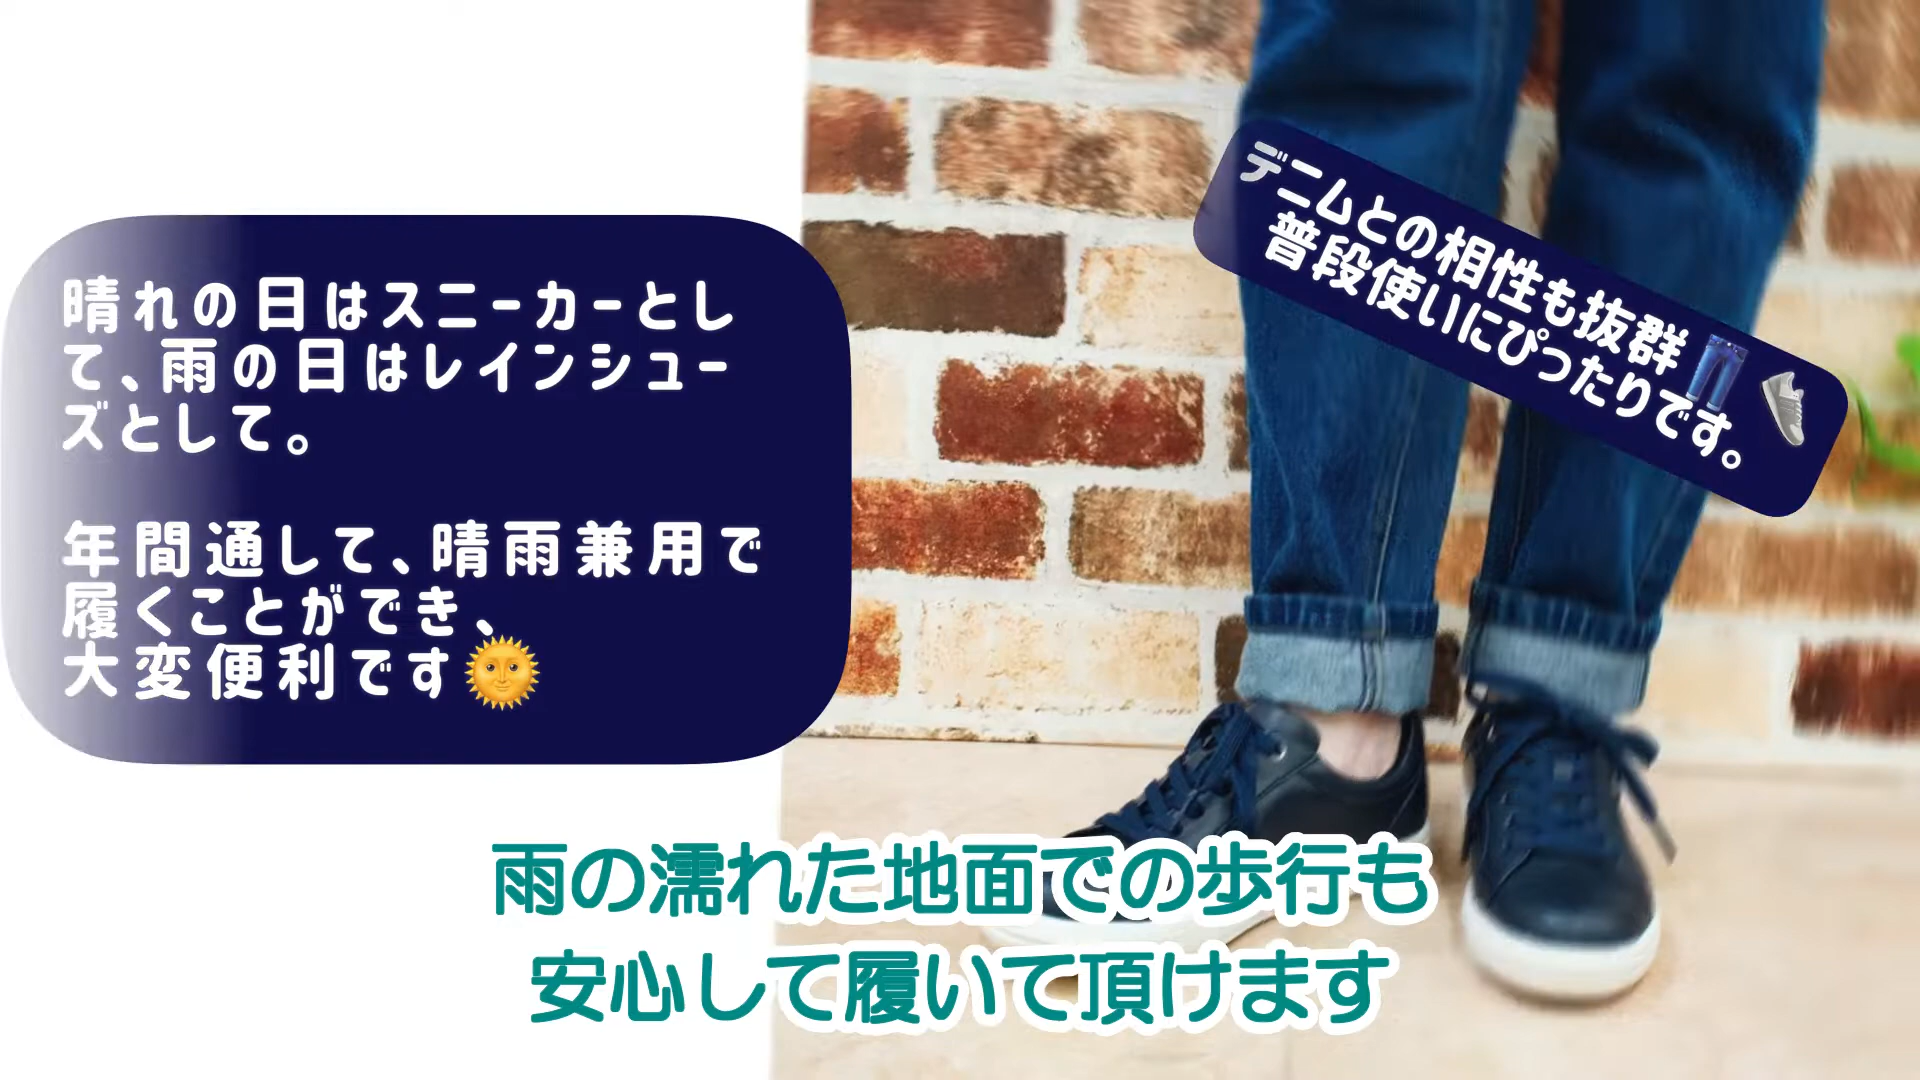 晴れの日はスニーカーとし
て、雨の日はレインシュー
ズとして。
年間通して、晴雨兼用で
履くことができ、
大変便利です🌞
デニムとの相性も抜群👖👟
普段使いにぴったりです。
雨の濡れた地面での歩行も
安心して履いて頂けます